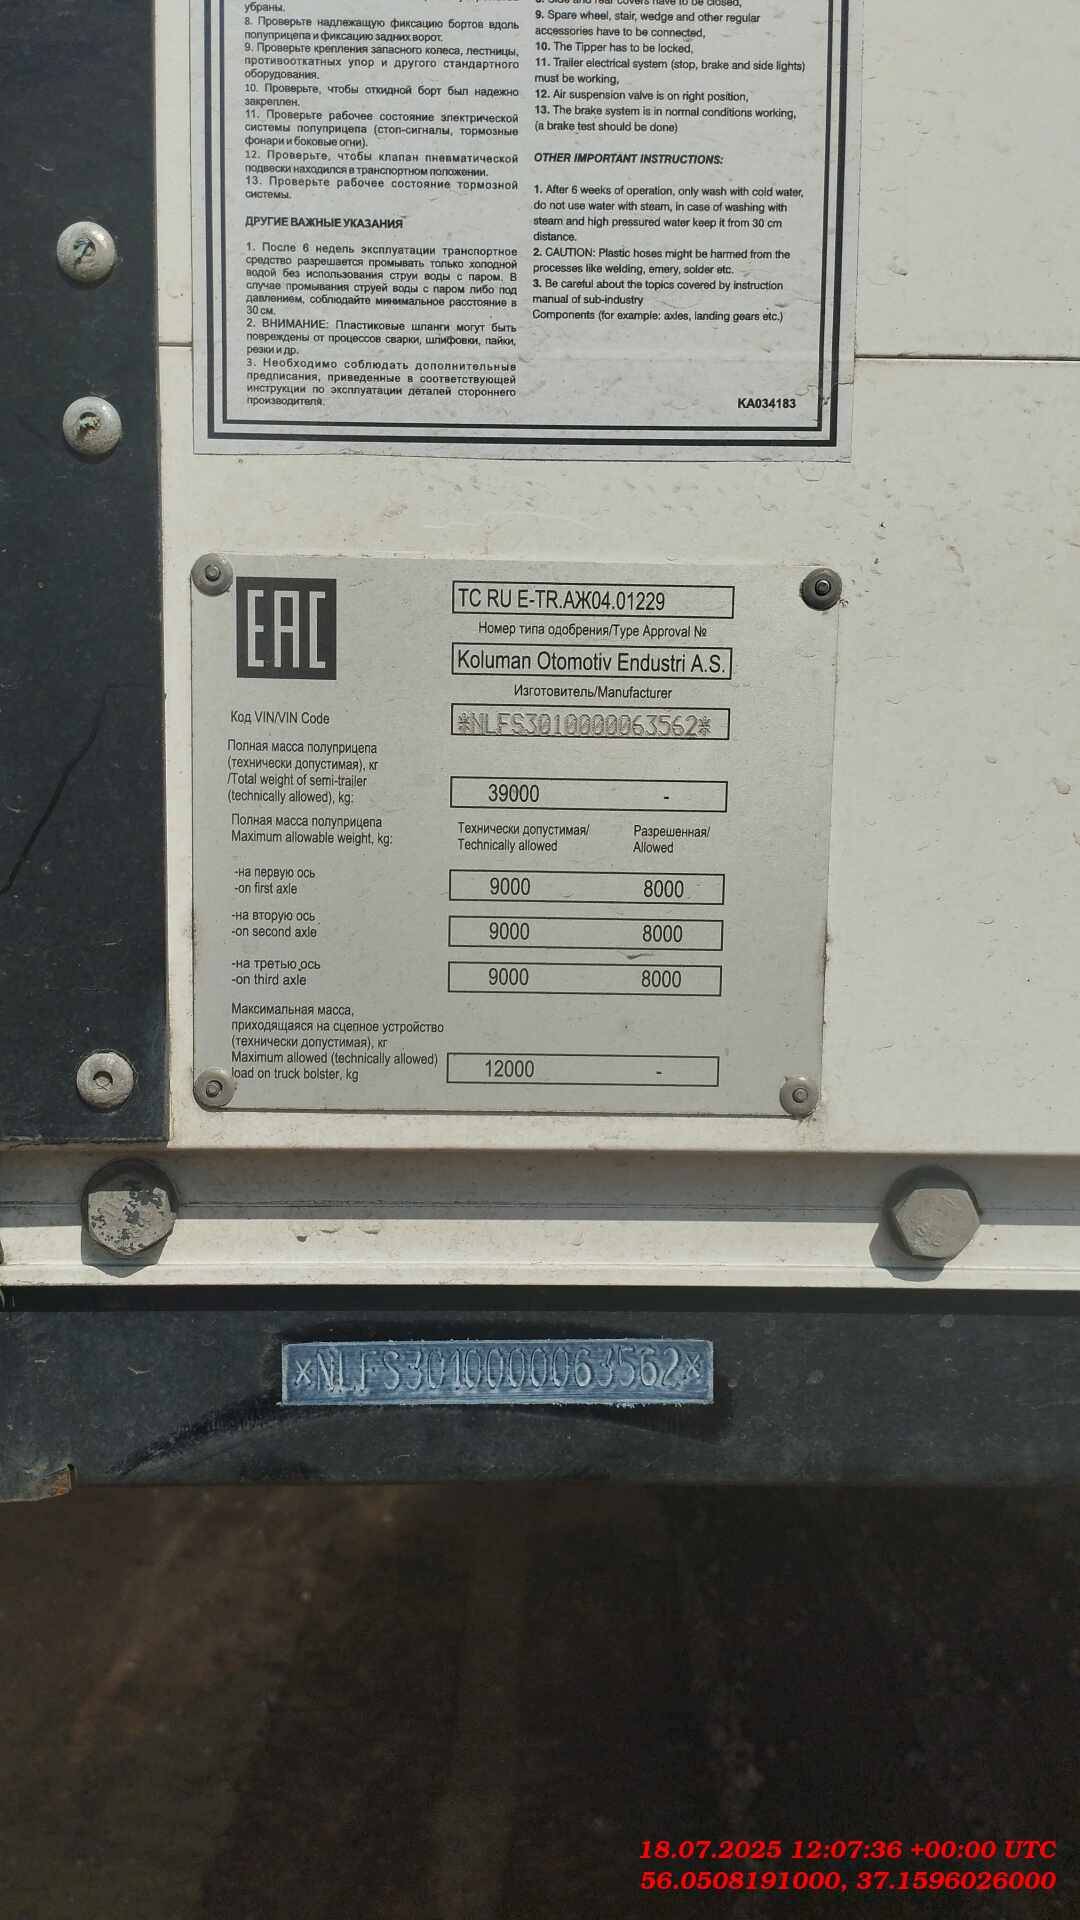 убраны.
8. Проверьте надлежащую фиксацию бортов вдоль
полуприцепа и фиксацию задних ворот.
9. Проверьте крепления запасного колеса, лестницы,
противооткатных упор и другого стандартного
оборудования.
10. Проверьте, чтобы откидной борт был надежно
закреплен.
11. Проверьте рабочее состояние электрической
системы полуприцепа (стоп-сигналы, тормозные
фонари и боковые огни).
12. Проверьте, чтобы клапан пневматической
подвески находился в транспортном положении.
13. Проверьте рабочее состояние тормозной
системы.
ДРУГИЕ ВАЖНЫЕ УКАЗАНИЯ
1. После 6 недель эксплуатации транспортное
средство разрешается промывать только холодной
водой без использования струи воды с паром. В
случае промывания струей воды с паром либо под
давлением, соблюдайте минимальное расстояние в
30 см.
2. ВНИМАНИЕ: Пластиковые шланги могут быть
повреждены от процессов сварки, шлифовки, пайки,
резки и др.
3. Необходимо соблюдать дополнительные
предписания, приведенные в соответствующей
инструкции по эксплуатации деталей стороннего
производителя.
8. Side and rear covers have to be closed,
9. Spare wheel, stair, wedge and other regular
accessories have to be connected,
10. The Tipper has to be locked,
11. Trailer electrical system (stop, brake and side lights)
must be working,
12. Air suspension valve is on right position,
13. The brake system is in normal conditions working,
(a brake test should be done)
OTHER IMPORTANT INSTRUCTIONS:
1. After 6 weeks of operation, only wash with cold water,
do not use water with steam, in case of washing with
steam and high pressured water keep it from 30 cm
distance.
2. CAUTION: Plastic hoses might be harmed from the
processes like welding, emery, solder etc.
3. Be careful about the topics covered by instruction
manual of sub-industry
Components (for example: axles, landing gears etc.)
KA034183
EAC
TC RU E-TR.АЖ04.01229
Номер типа одобрения/Type Approval №
Koluman Otomotiv Endustri A.S.
Изготовитель/Manufacturer
Код VIN/VIN Code
*NLFS3010000063562*
Полная масса полуприцепа
(технически допустимая), кг
/Total weight of semi-trailer
(technically allowed), kg:
39000 -
Полная масса полуприцепа
Maximum allowable weight, kg:
Технически допустимая/
Technically allowed
Разрешенная/
Allowed
-на первую ось
-on first axle
9000 8000
-на вторую ось
-on second axle
9000 8000
-на третью ось
-on third axle
9000 8000
Максимальная масса,
приходящаяся на сцепное устройство
(технически допустимая), кг
Maximum allowed (technically allowed)
load on truck bolster, kg
12000 -
*NLFS3010000063562*
18.07.2025 12:07:36 +00:00 UTC
56.0508191000, 37.1596026000